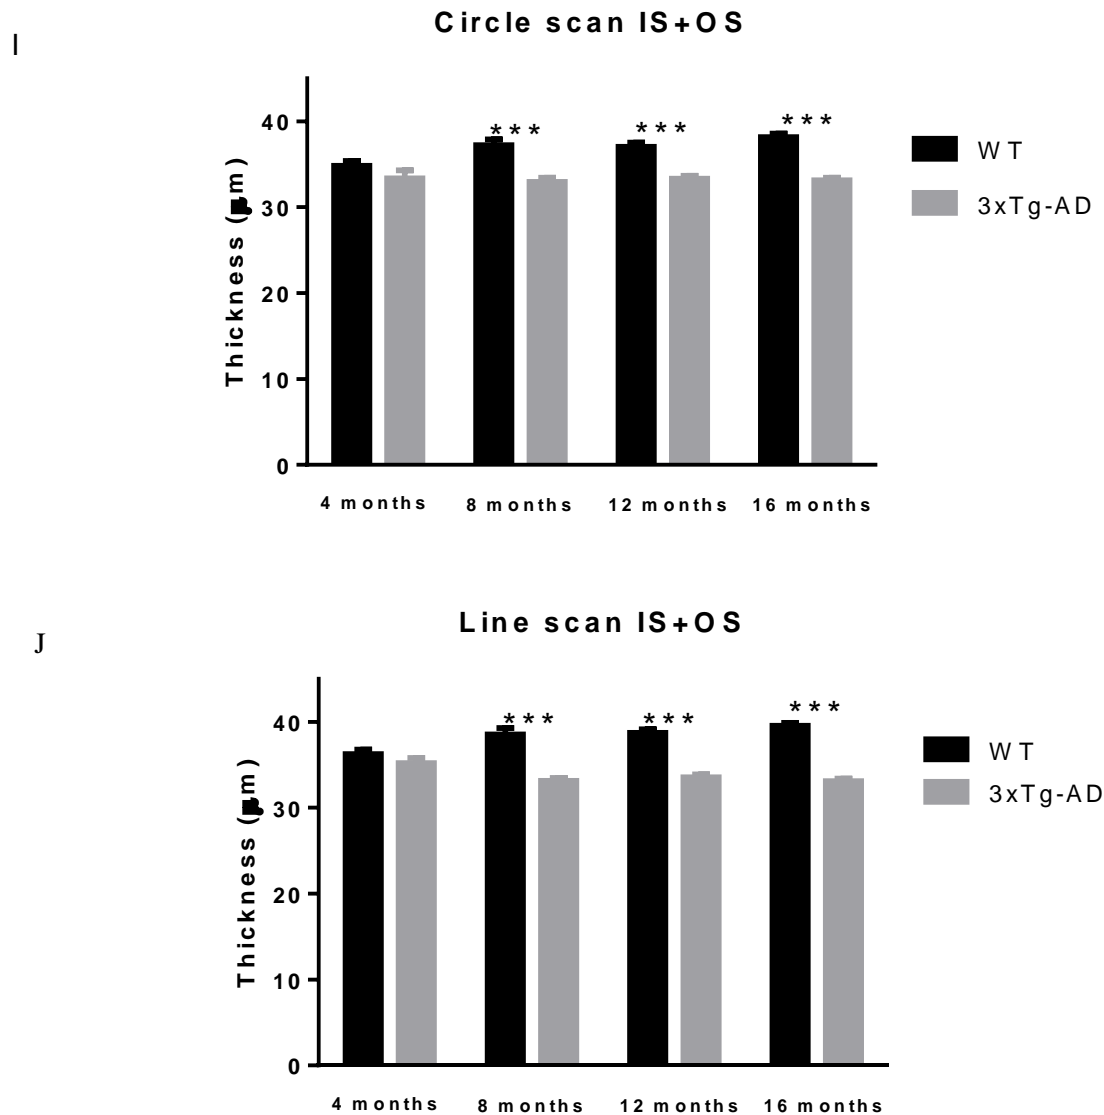 I
Circle scan IS+OS
***
***
***
40
30
20
10
0
Thickness (μm)
WT
3xTg-AD
4 months
8 months
12 months
16 months
J
Line scan IS+OS
***
***
***
40
30
20
10
0
Thickness (μm)
WT
3xTg-AD
4 months
8 months
12 months
16 months